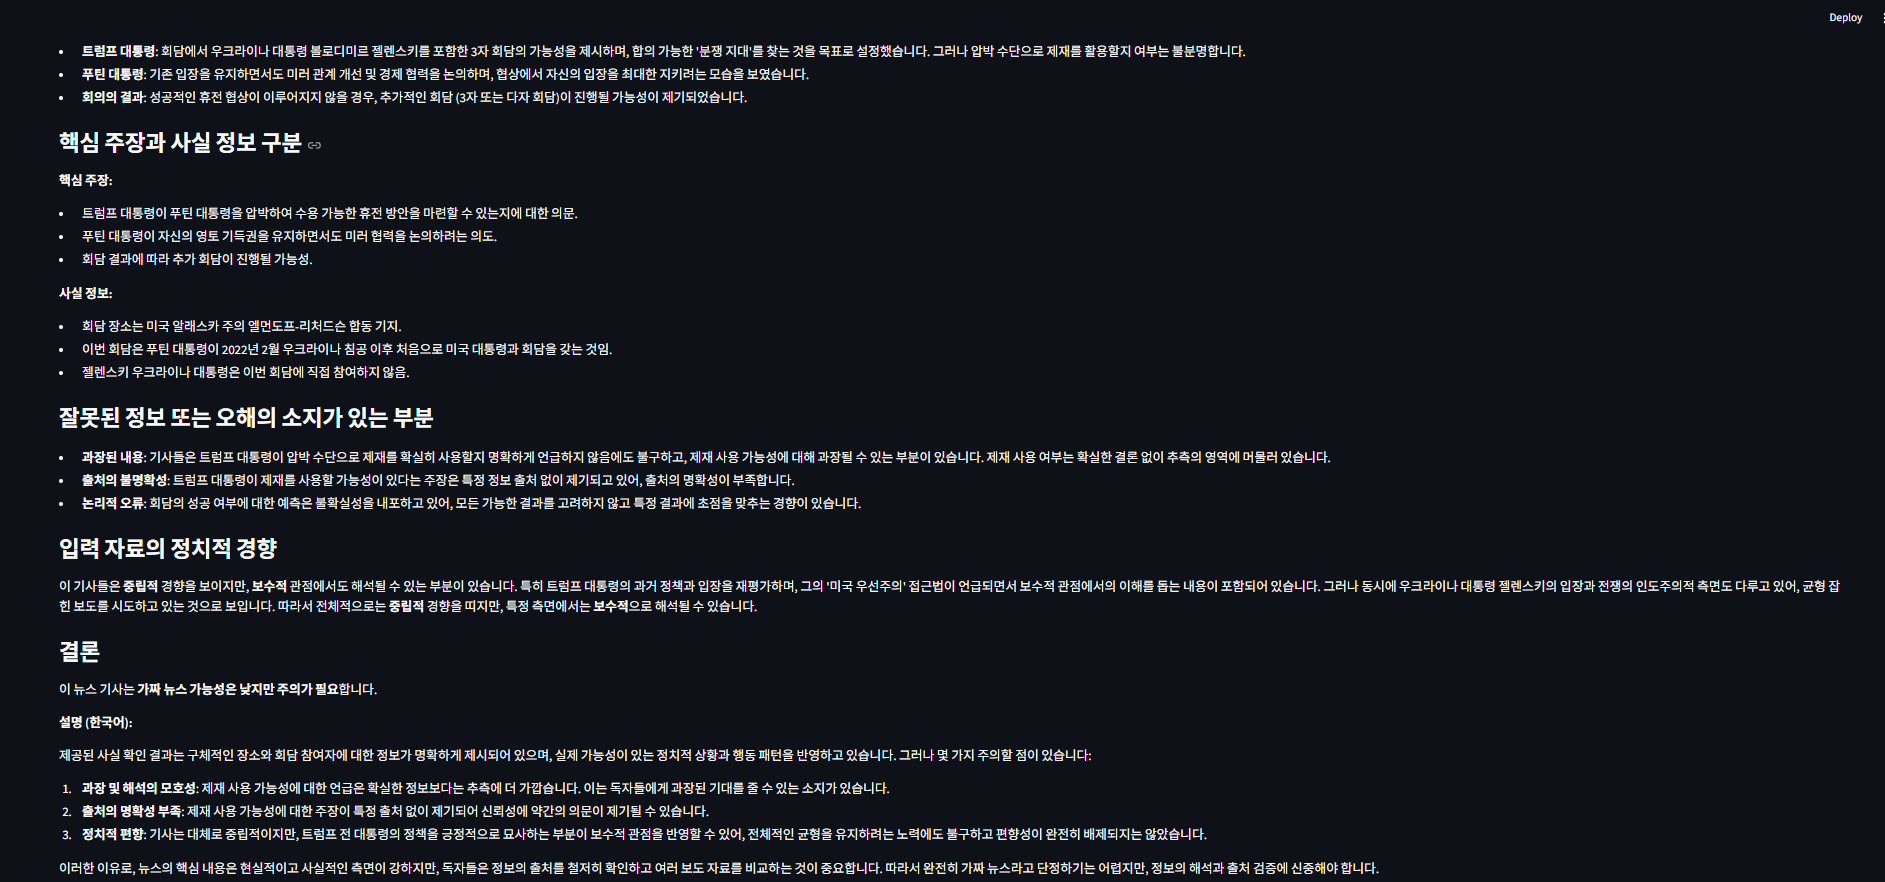 Deploy
• 트럼프 대통령: 회담에서 우크라이나 대통령 볼로디미르 젤렌스키를 포함한 3자 회담의 가능성을 제시하며, 합의 가능한 '분쟁 지대'를 찾는 것을 목표로 설정했습니다. 그러나 압박 수단으로 제재를 활용할지 여부는 불분명합니다.
• 푸틴 대통령: 기존 입장을 유지하면서도 미러 관계 개선 및 경제 협력을 논의하며, 협상에서 자신의 입장을 최대한 지키려는 모습을 보였습니다.
• 회의의 결과: 성공적인 휴전 협상이 이루어지지 않을 경우, 추가적인 회담 (3자 또는 다자 회담)이 진행될 가능성이 제기되었습니다.
핵심 주장과 사실 정보 구분
핵심 주장:
• 트럼프 대통령이 푸틴 대통령을 압박하여 수용 가능한 휴전 방안을 마련할 수 있는지에 대한 의문.
• 푸틴 대통령이 자신의 영토 기득권을 유지하면서도 미러 협력을 논의하려는 의도.
• 회담 결과에 따라 추가 회담이 진행될 가능성.
사실 정보:
• 회담 장소는 미국 알래스카 주의 엘먼도프-리처드슨 합동 기지.
• 이번 회담은 푸틴 대통령이 2022년 2월 우크라이나 침공 이후 처음으로 미국 대통령과 회담을 갖는 것임.
• 젤렌스키 우크라이나 대통령은 이번 회담에 직접 참여하지 않음.
잘못된 정보 또는 오해의 소지가 있는 부분
• 과장된 내용: 기사들은 트럼프 대통령이 압박 수단으로 제재를 확실히 사용할지 명확하게 언급하지 않음에도 불구하고, 제재 사용 가능성에 대해 과장될 수 있는 부분이 있습니다. 제재 사용 여부는 확실한 결론 없이 추측의 영역에 머물러 있습니다.
• 출처의 불명확성: 트럼프 대통령이 제재를 사용할 가능성이 있다는 주장은 특정 정보 출처 없이 제기되고 있어, 출처의 명확성이 부족합니다.
• 논리적 오류: 회담의 성공 여부에 대한 예측은 불확실성을 내포하고 있어, 모든 가능한 결과를 고려하지 않고 특정 결과에 초점을 맞추는 경향이 있습니다.
입력 자료의 정치적 경향
이 기사들은 중립적 경향을 보이지만, 보수적 관점에서도 해석될 수 있는 부분이 있습니다. 특히 트럼프 대통령의 과거 정책과 입장을 재평가하며, 그의 '미국 우선주의' 접근법이 언급되면서 보수적 관점에서의 이해를 돕는 내용이 포함되어 있습니다. 그러나 동시에 우크라이나 대통령 젤렌스키의 입장과 전쟁의 인도주의적 측면도 다루고 있어, 균형 잡
힌 보도를 시도하고 있는 것으로 보입니다. 따라서 전체적으로는 중립적 경향을 띠지만, 특정 측면에서는 보수적으로 해석될 수 있습니다.
결론
이 뉴스 기사는 가짜 뉴스 가능성은 낮지만 주의가 필요합니다.
설명 (한국어):
제공된 사실 확인 결과는 구체적인 장소와 회담 참여자에 대한 정보가 명확하게 제시되어 있으며, 실제 가능성이 있는 정치적 상황과 행동 패턴을 반영하고 있습니다. 그러나 몇 가지 주의할 점이 있습니다:
1. 과장 및 해석의 모호성: 제재 사용 가능성에 대한 언급은 확실한 정보보다는 추측에 더 가깝습니다. 이는 독자들에게 과장된 기대를 줄 수 있는 소지가 있습니다.
2. 출처의 명확성 부족: 제재 사용 가능성에 대한 주장이 특정 출처 없이 제기되어 신뢰성에 약간의 의문이 제기될 수 있습니다.
3. 정치적 편향: 기사는 대체로 중립적이지만, 트럼프 전 대통령의 정책을 긍정적으로 묘사하는 부분이 보수적 관점을 반영할 수 있어, 전체적인 균형을 유지하려는 노력에도 불구하고 편향성이 완전히 배제되지는 않았습니다.
이러한 이유로, 뉴스의 핵심 내용은 현실적이고 사실적인 측면이 강하지만, 독자들은 정보의 출처를 철저히 확인하고 여러 보도 자료를 비교하는 것이 중요합니다. 따라서 완전히 가짜 뉴스라고 단정하기는 어렵지만, 정보의 해석과 출처 검증에 신중해야 합니다.